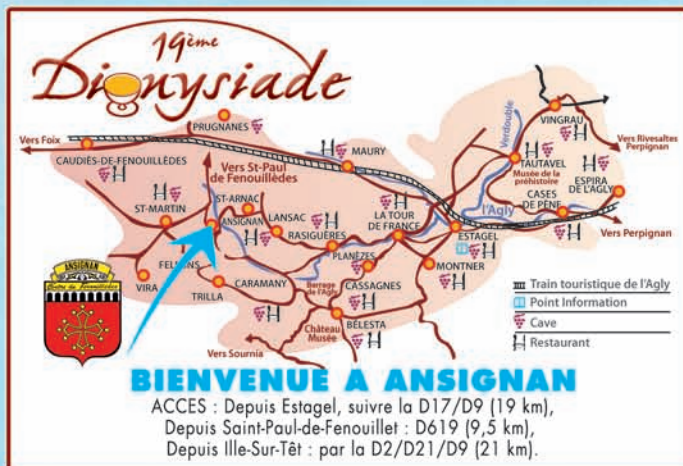 19ème
Dionysiade
PRUGNANES
Vers Foix
CAUDIÈS-DE-FENOUILLÈDES
Vers St-Paul
de Fenouillèdes
MAURY
Verdouble
VINGRAU
Vers Rivesaltes
Perpignan
TAUTAVEL
Musée de la
préhistoire
ESPIRA
DE L'AGLY
CASES
DE PÈNE
l'Agly
Vers Perpignan
ST-MARTIN
ST-ARNAC
ANSIGNAN
LANSAC
RASIGUÈRES
LA TOUR
DE FRANCE
ESTAGEL
PLANÈZES
MONTNER
FELLUNS
VIRA
TRILLA
CARAMANY
Barrage
de l'Agly
CASSAGNES
Château
Musée
BÉLESTA
Vers Sournia
ANSIGNAN
Centre du Fenouillèdes
Train touristique de l'Agly
Point Information
Cave
Restaurant
BIENVENUE A ANSIGNAN
ACCES : Depuis Estagel, suivre la D17/D9 (19 km),
Depuis Saint-Paul-de-Fenouillet : D619 (9,5 km),
Depuis Ille-Sur-Têt : par la D2/D21/D9 (21 km).